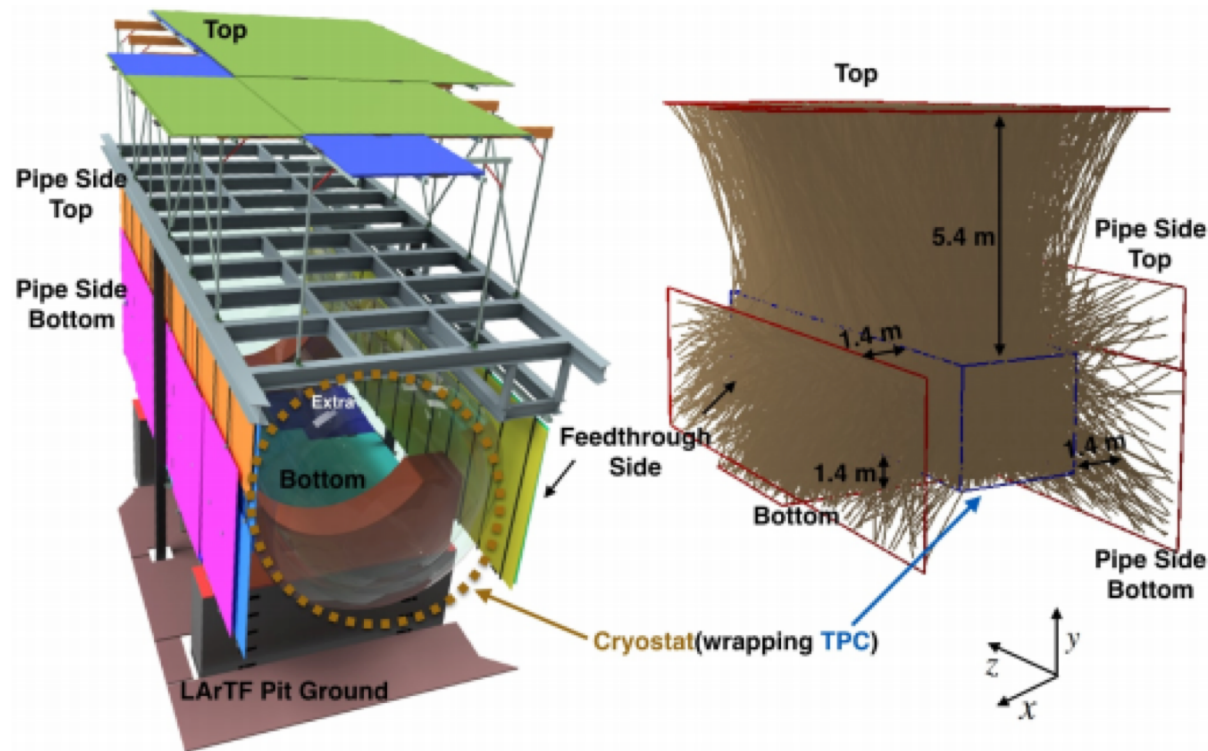 Top
Pipe Side
Top
Pipe Side
Bottom
Extra
Bottom
Feedthrough
Side
Cryostat(wrapping TPC)
LArTF Pit Ground
Top
5.4 m
Pipe Side
Top
1.4 m
1.4 m
1.4 m
Bottom
Pipe Side
Bottom
y
z
x